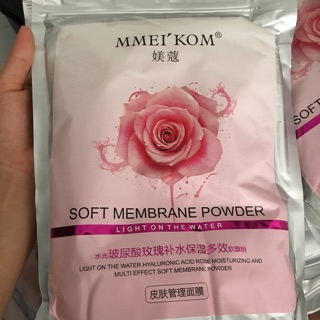 MMEI'KOM®
媄蔻
SOFT MEMBRANE POWDER
LIGHT ON THE WATER
水光玻尿酸玫瑰补水保湿多效软膜粉
LIGHT ON THE WATER HYALURONIC ACID ROSE MOISTURIZING AND
MULTI EFFECT SOFT MEMBRANE POWDER
皮肤管理面膜
SOFT